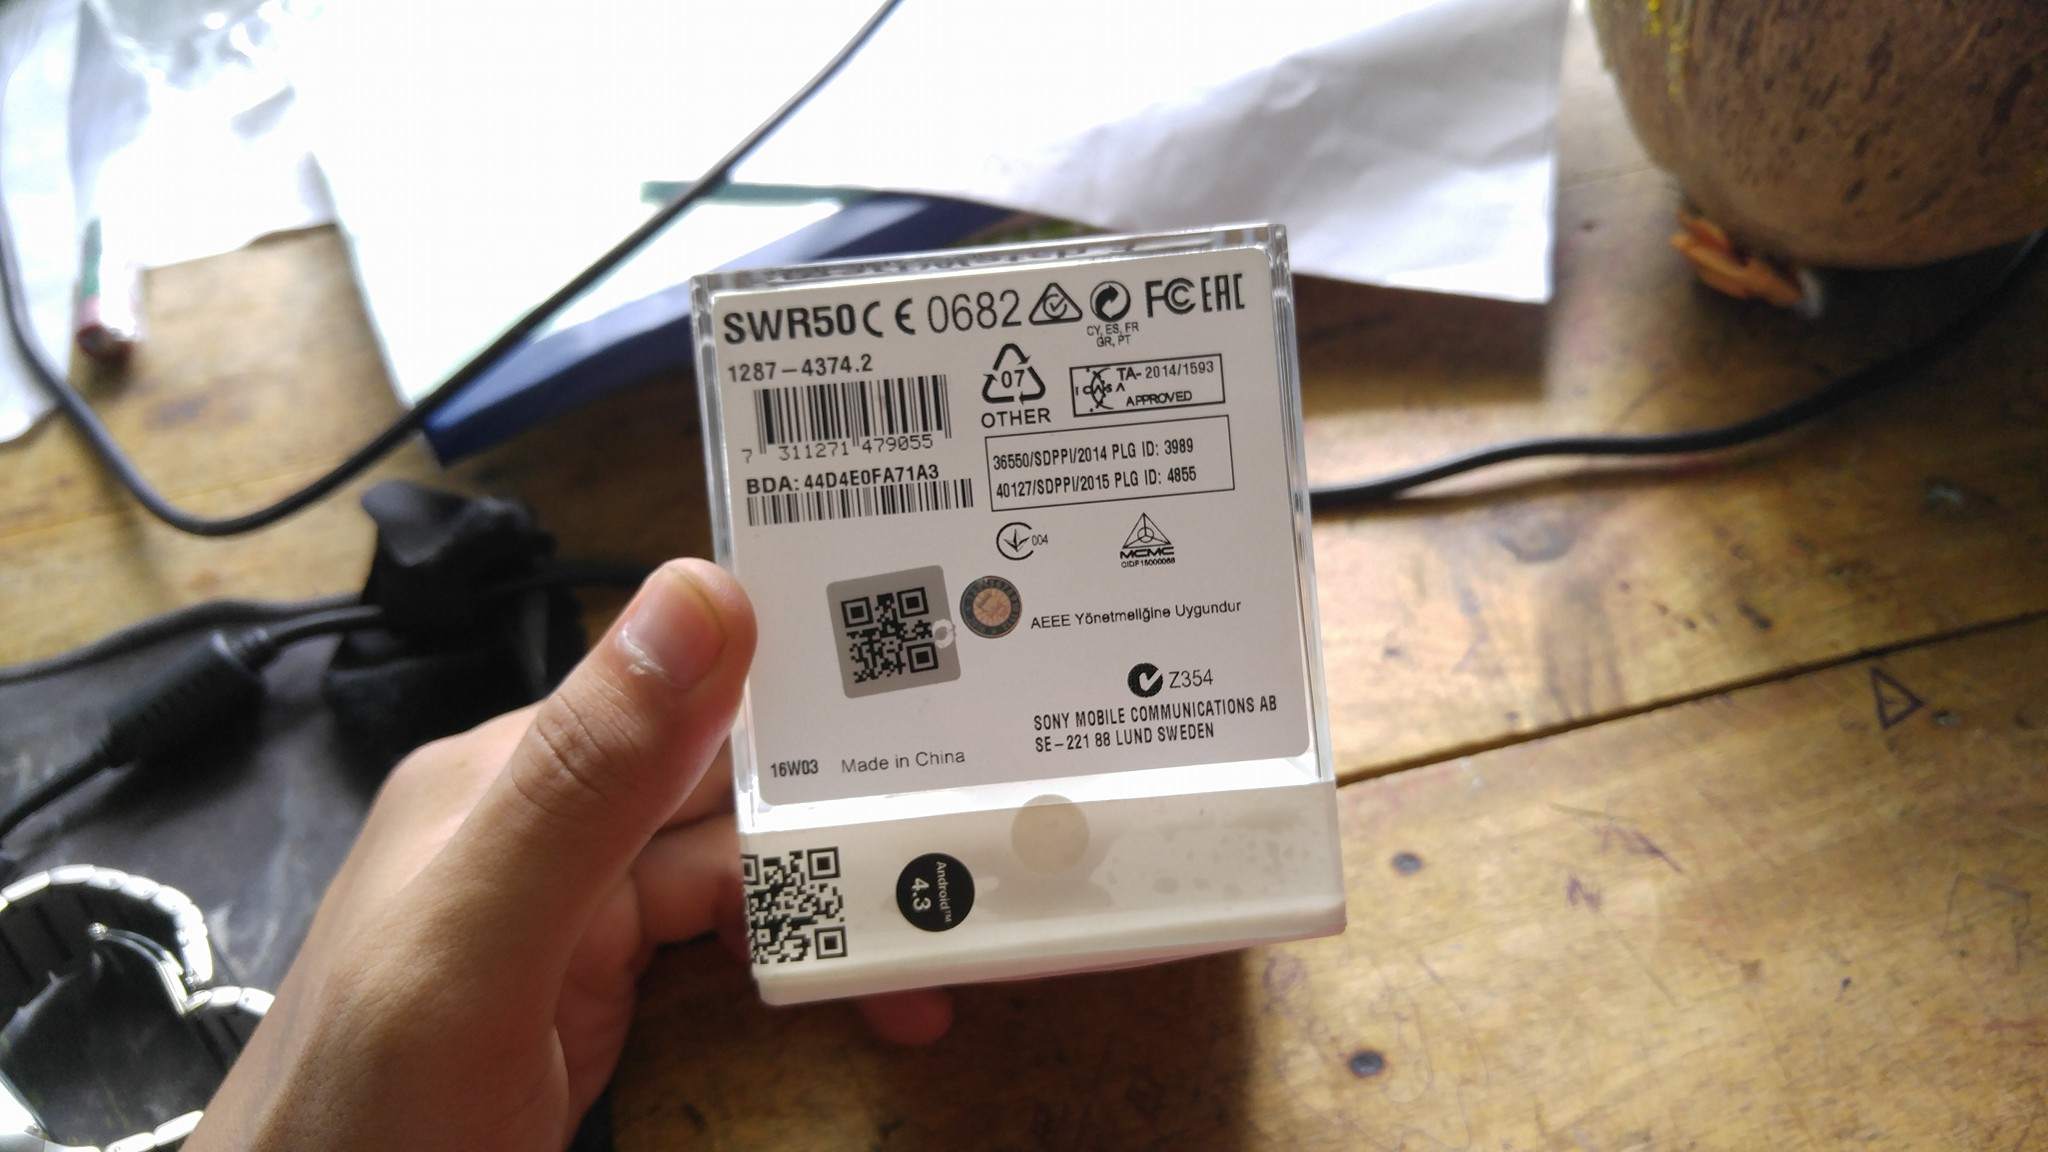 SWR50 CE 0682 FC EAC
CY, ES, FR
GR, PT
1287-4374.2
07
OTHER
ICASA TA- 2014/1593
APPROVED
7 311271 479055
36550/SDPPI/2014 PLG ID: 3989
40127/SDPPI/2015 PLG ID: 4855
BDA: 44D4E0FA71A3
004
MCMC
CIDF15000068
AEEE Yönetmeliğine Uygundur
Z354
SONY MOBILE COMMUNICATIONS AB
SE-221 88 LUND SWEDEN
16W03 Made in China
Android™
4.3